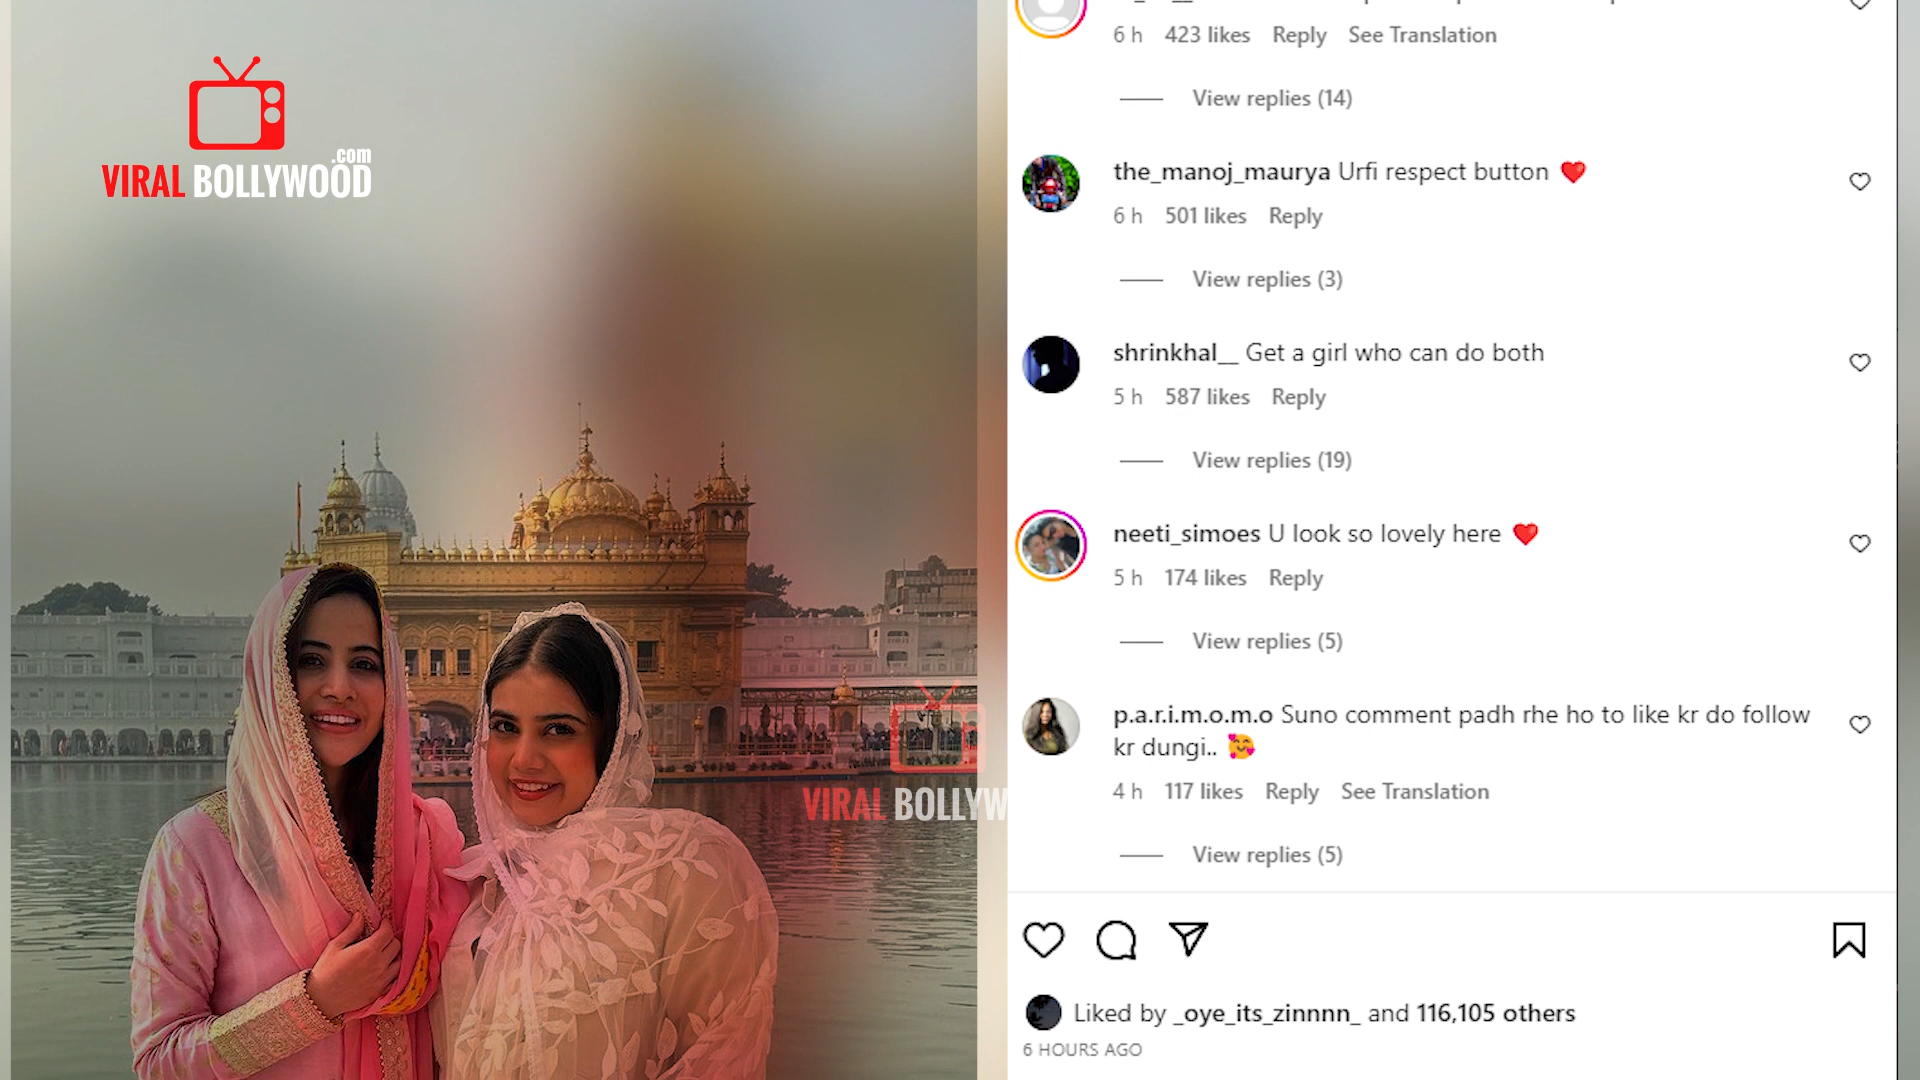 .com
VIRAL BOLLYWOOD
VIRAL BOLLYW
6 h 423 likes Reply See Translation
View replies (14)
the_manoj_maurya Urfi respect button ❤️
6 h 501 likes Reply
View replies (3)
shrinkhal__ Get a girl who can do both
5 h 587 likes Reply
View replies (19)
neeti_simoes U look so lovely here ❤️
5 h 174 likes Reply
View replies (5)
p.a.r.i.m.o.m.o Suno comment padh rhe ho to like kr do follow
kr dungi.. 🥰
4 h 117 likes Reply See Translation
View replies (5)
Liked by _oye_its_zinnnn_ and 116,105 others
6 HOURS AGO